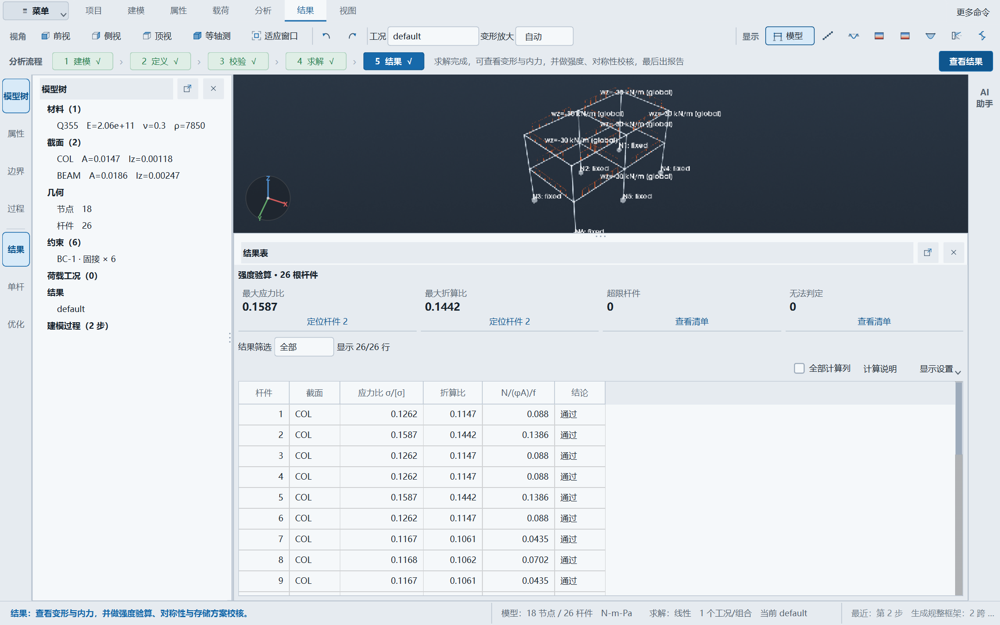 ≡ 菜单 项目 建模 属性 载荷 分析 结果 视图 更多命令
视角 前视 侧视 顶视 等轴测 适应窗口 工况 default 变形放大 自动 显示 模型
分析流程 1 建模 √ › 2 定义 √ › 3 校验 √ › 4 求解 √ › 5 结果 √ 求解完成，可查看变形与内力，并做强度、对称性校核，最后出报告 查看结果
模型树
属性
边界
过程
结果
单杆
优化
模型树
材料（1）
Q355 E=2.06e+11 ν=0.3 ρ=7850
截面（2）
COL A=0.0147 Iz=0.00118
BEAM A=0.0186 Iz=0.00247
几何
节点 18
杆件 26
约束（6）
BC-1 · 固接 × 6
荷载工况（0）
结果
default
建模过程（2 步）
wz=-30 kN/m (global)
wz=-30 kN/m (global) wz=-30 kN/m (global)
wz=-30 kN/m (global)
wz=-30 kN/m (global)
N1: fixed
N2: fixed N4: fixed
wz=-30 kN/m (global)
N3: fixed N5: fixed
N6: fixed
Z
X
Y
AI
助手
结果表
强度验算 • 26 根杆件
最大应力比 最大折算比 超限杆件 无法判定
0.1587 0.1442 0 0
定位杆件 2 定位杆件 2 查看清单 查看清单
结果筛选 全部 显示 26/26 行
全部计算列 计算说明 显示设置
杆件 截面 应力比 σ/[σ] 折算比 N/(φA)/f 结论
1 COL 0.1262 0.1147 0.088 通过
2 COL 0.1587 0.1442 0.1386 通过
3 COL 0.1262 0.1147 0.088 通过
4 COL 0.1262 0.1147 0.088 通过
5 COL 0.1587 0.1442 0.1386 通过
6 COL 0.1262 0.1147 0.088 通过
7 COL 0.1167 0.1061 0.0435 通过
8 COL 0.1168 0.1062 0.0702 通过
9 COL 0.1167 0.1061 0.0435 通过
结果：查看变形与内力，并做强度验算、对称性与存储方案校核。 模型：18 节点 / 26 杆件 N-m-Pa 求解：线性 1 个工况/组合 当前 default 最近：第 2 步 生成规整框架：2 跨 ...